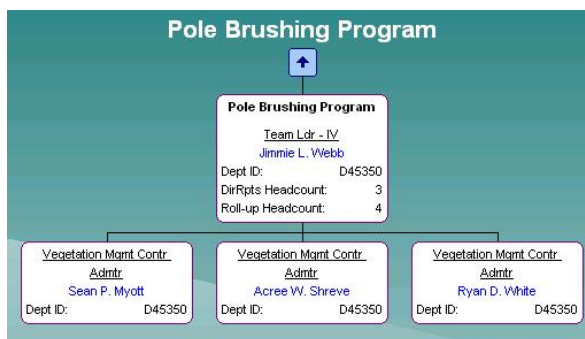 Pole Brushing Program
Pole Brushing Program
Team Ldr - IV
Jimmie L. Webb
Dept ID: D45350
DirRpts Headcount: 3
Roll-up Headcount: 4
Vegetation Mgmt Contr
Admtr
Sean P. Myott
Dept ID: D45350
Vegetation Mgmt Contr
Admtr
Acree W. Shreve
Dept ID: D45350
Vegetation Mgmt Contr
Admtr
Ryan D. White
Dept ID: D45350